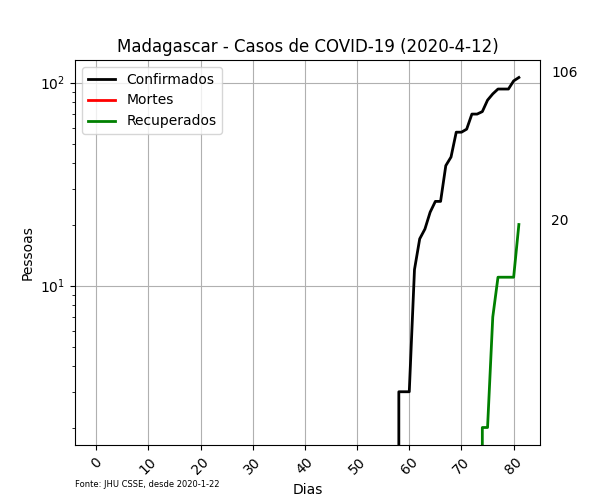 Madagascar - Casos de COVID-19 (2020-4-12)
Confirmados
Mortes
Recuperados
106
20
10²
10¹
Pessoas
0 10 20 30 40 50 60 70 80
Dias
Fonte: JHU CSSE, desde 2020-1-22